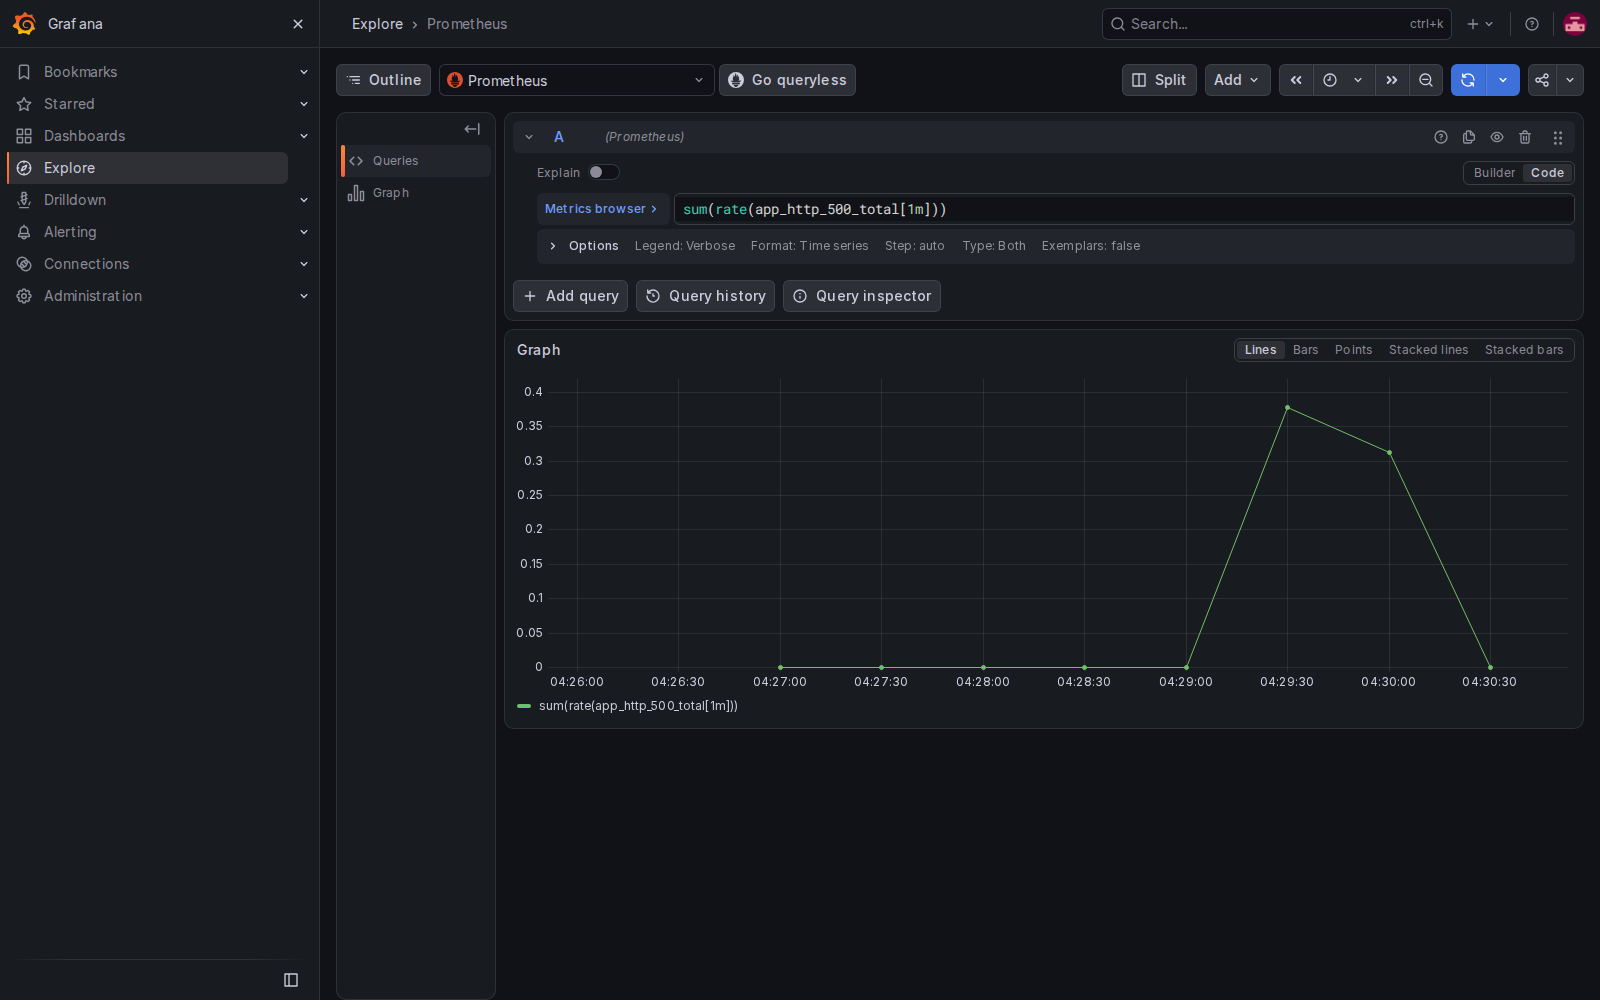 Grafana
Explore › Prometheus
Search...
ctrl+k
Bookmarks
Starred
Dashboards
Explore
Drilldown
Alerting
Connections
Administration
Outline
Prometheus
Go queryless
Split
Add
Queries
Graph
A
(Prometheus)
Explain
Builder
Code
Metrics browser >
sum(rate(app_http_500_total[1m]))
Options
Legend: Verbose
Format: Time series
Step: auto
Type: Both
Exemplars: false
Add query
Query history
Query inspector
Graph
Lines
Bars
Points
Stacked lines
Stacked bars
0.4
0.35
0.3
0.25
0.2
0.15
0.1
0.05
0
04:26:00
04:26:30
04:27:00
04:27:30
04:28:00
04:28:30
04:29:00
04:29:30
04:30:00
04:30:30
sum(rate(app_http_500_total[1m]))